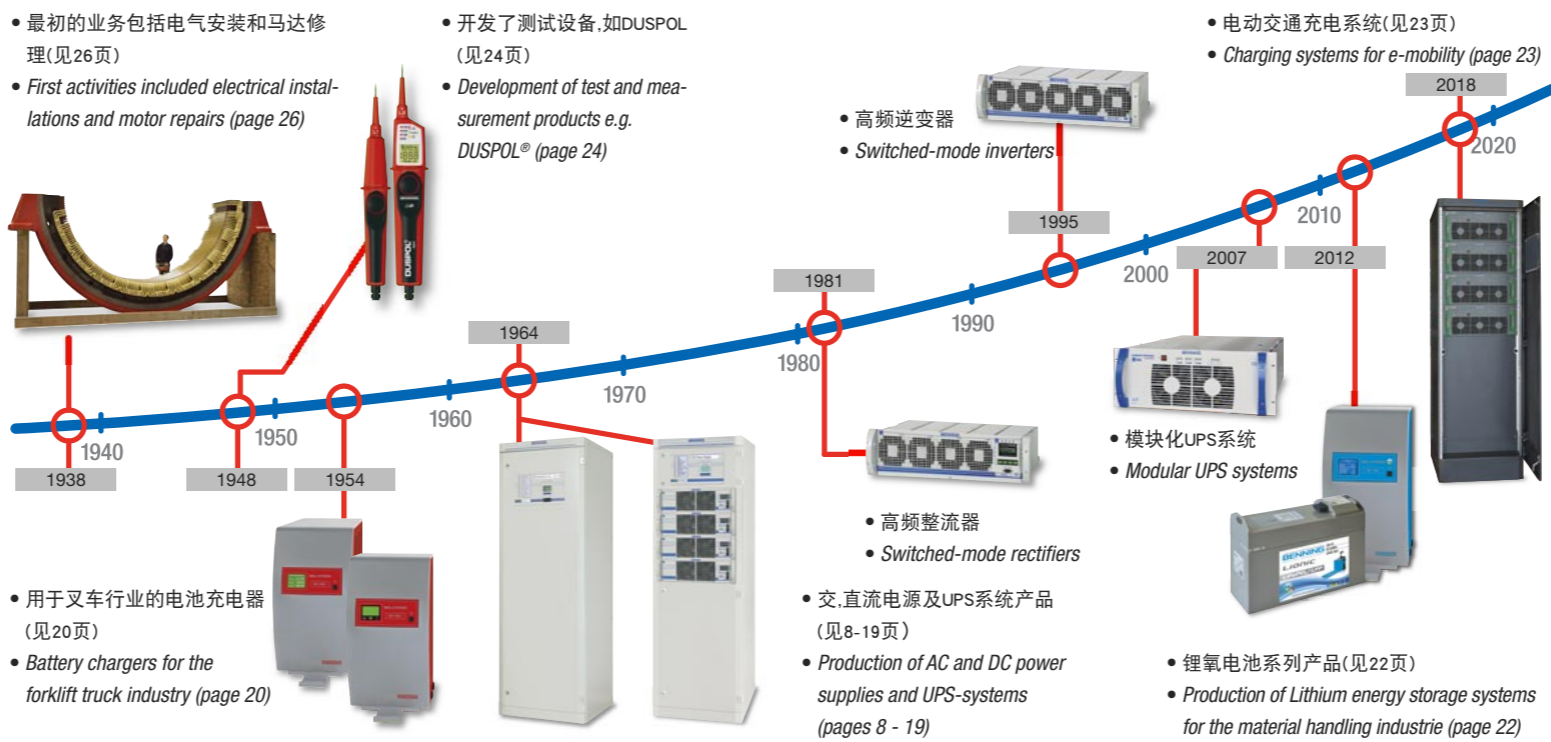 • 最初的业务包括电气安装和马达修
理(见26页)
• First activities included electrical instal-
lations and motor repairs (page 26)
• 开发了测试设备,如DUSPOL
(见24页)
• Development of test and mea-
surement products e.g.
DUSPOL® (page 24)
DUSPOL
• 高频逆变器
• Switched-mode inverters
• 电动交通充电系统(见23页)
• Charging systems for e-mobility (page 23)
2018
2020
2010
1995
2000
2007
2012
1981
1990
1964
1980
1970
1960
1950
1940
1938
1948
1954
• 模块化UPS系统
• Modular UPS systems
• 高频整流器
• Switched-mode rectifiers
BENNING
LIONIC
• 用于叉车行业的电池充电器
(见20页)
• Battery chargers for the
forklift truck industry (page 20)
• 交,直流电源及UPS系统产品
(见8-19页)
• Production of AC and DC power
supplies and UPS-systems
(pages 8 - 19)
• 锂氧电池系列产品(见22页)
• Production of Lithium energy storage systems
for the material handling industrie (page 22)